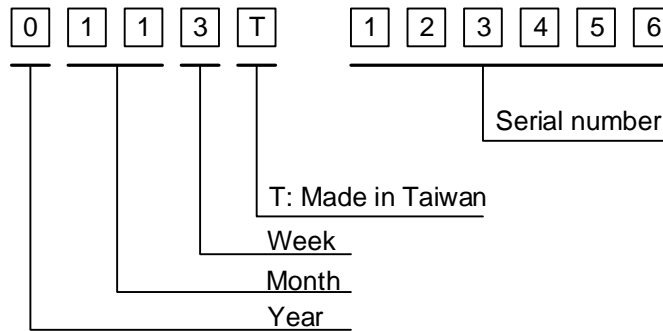 0 1 1 3 T 1 2 3 4 5 6
Serial number
T: Made in Taiwan
Week
Month
Year